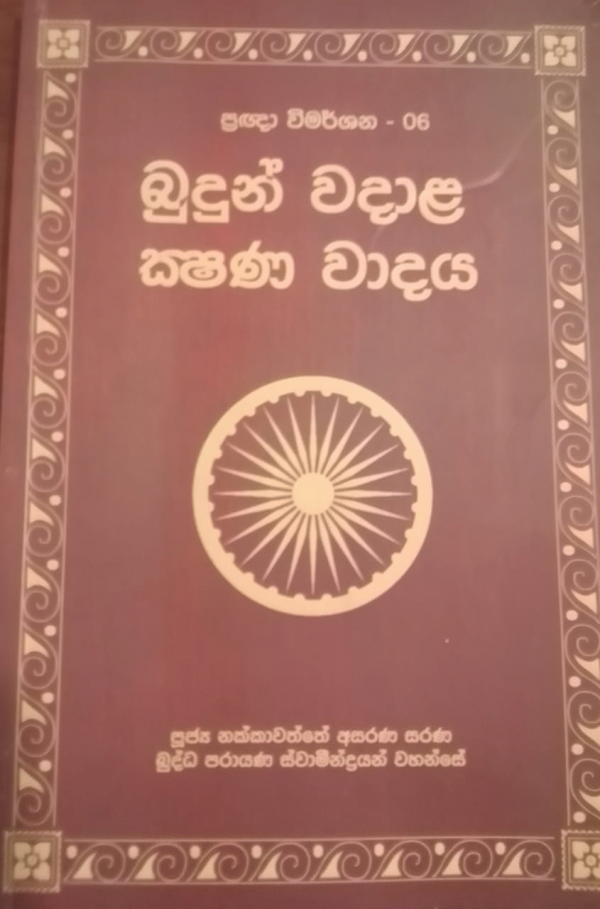 ප්‍රඥා විමර්ශන - 06
බුදුන් වදාළ
ක්‍ෂණ වාදය
පූජ්‍ය නක්කාවත්තේ අසරණ සරණ
බුද්ධ පරායණ ස්වාමීන්ද්‍රයන් වහන්සේ